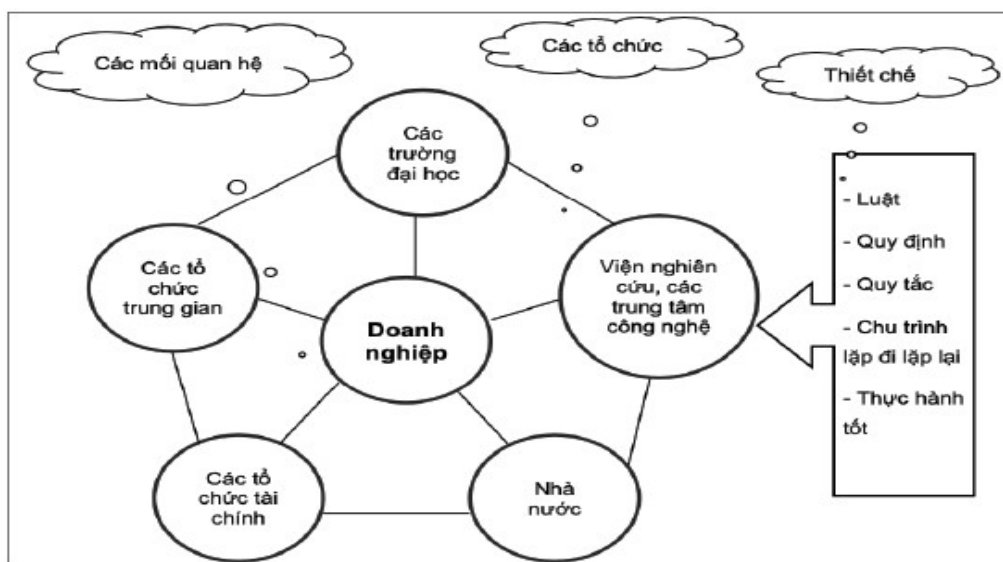 Các mối quan hệ
Các tổ chức
Thiết chế
Các
trường
đại học
Các tổ
chức
trung gian
Viện nghiên
cứu, các
trung tâm
công nghệ
Doanh
nghiệp
Các tổ
chức tài
chính
Nhà
nước
- Luật
- Quy định
- Quy tắc
- Chu trình
lặp đi lặp lại
- Thực hành
tốt